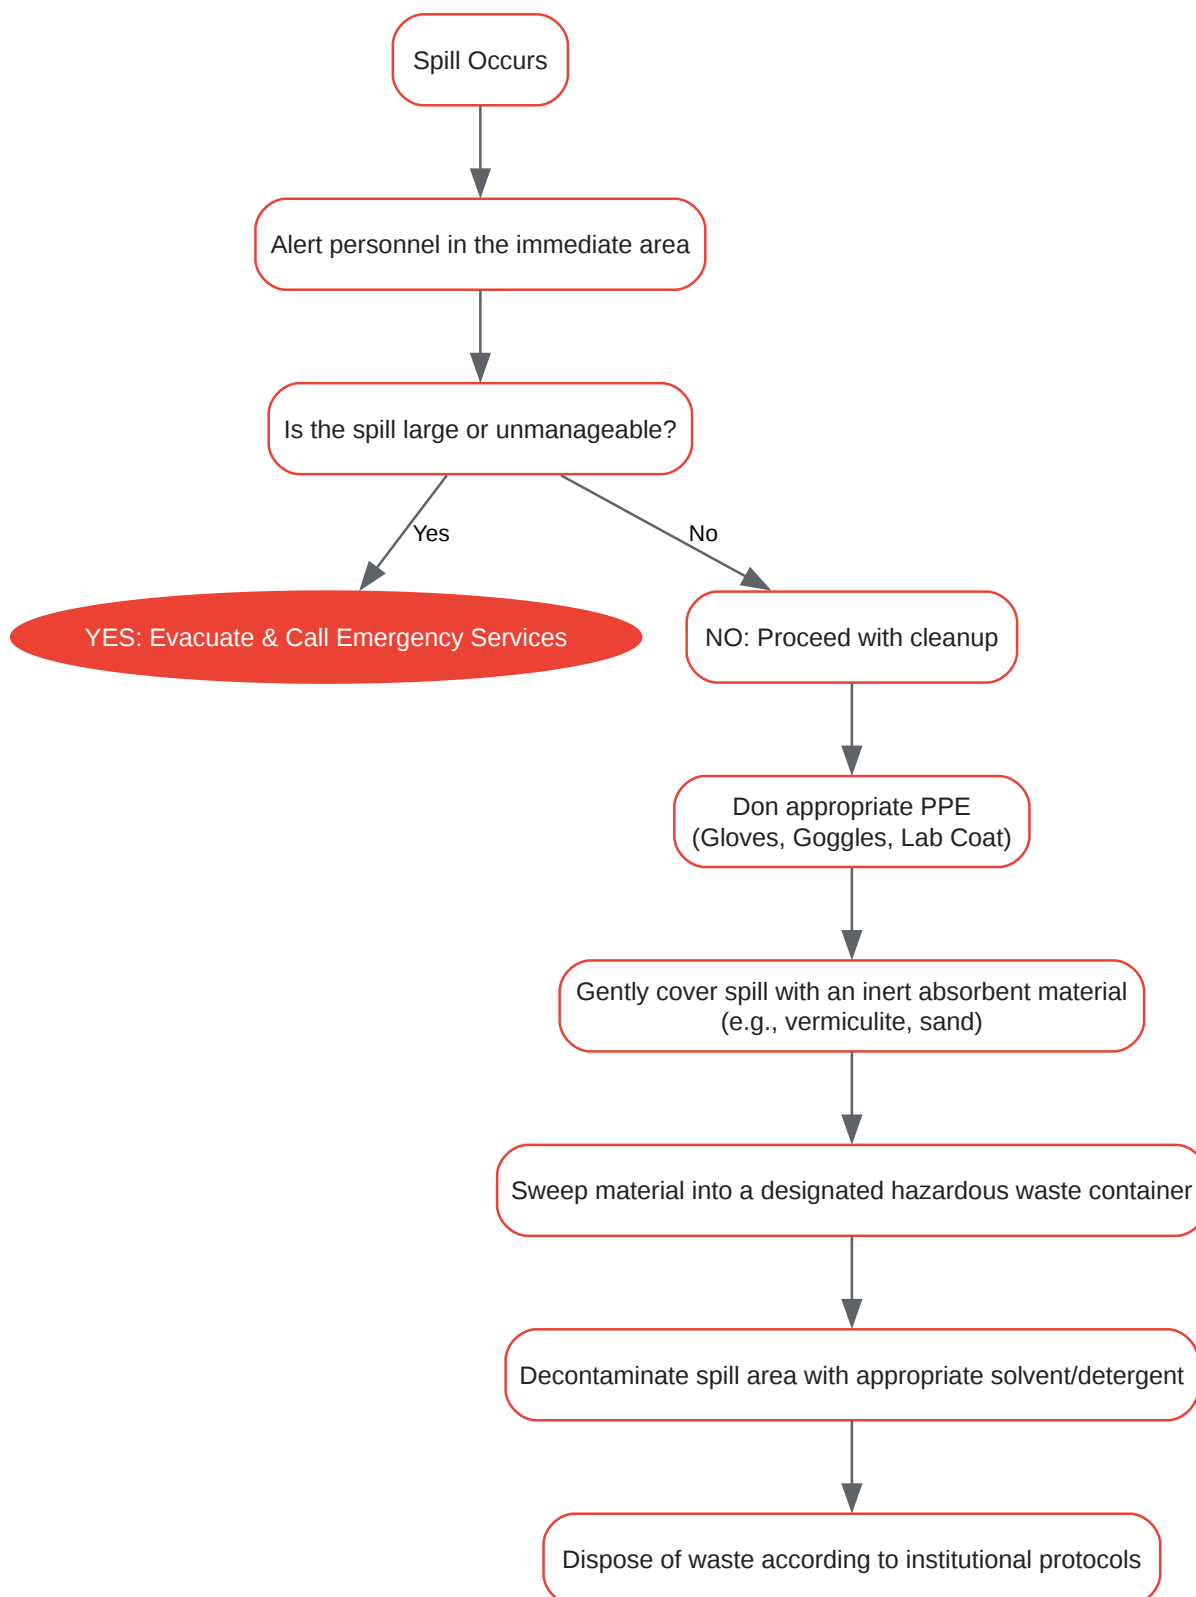 Spill Occurs
Alert personnel in the immediate area
Is the spill large or unmanageable?
Yes
No
YES: Evacuate & Call Emergency Services
NO: Proceed with cleanup
Don appropriate PPE
(Gloves, Goggles, Lab Coat)
Gently cover spill with an inert absorbent material
(e.g., vermiculite, sand)
Sweep material into a designated hazardous waste container
Decontaminate spill area with appropriate solvent/detergent
Dispose of waste according to institutional protocols